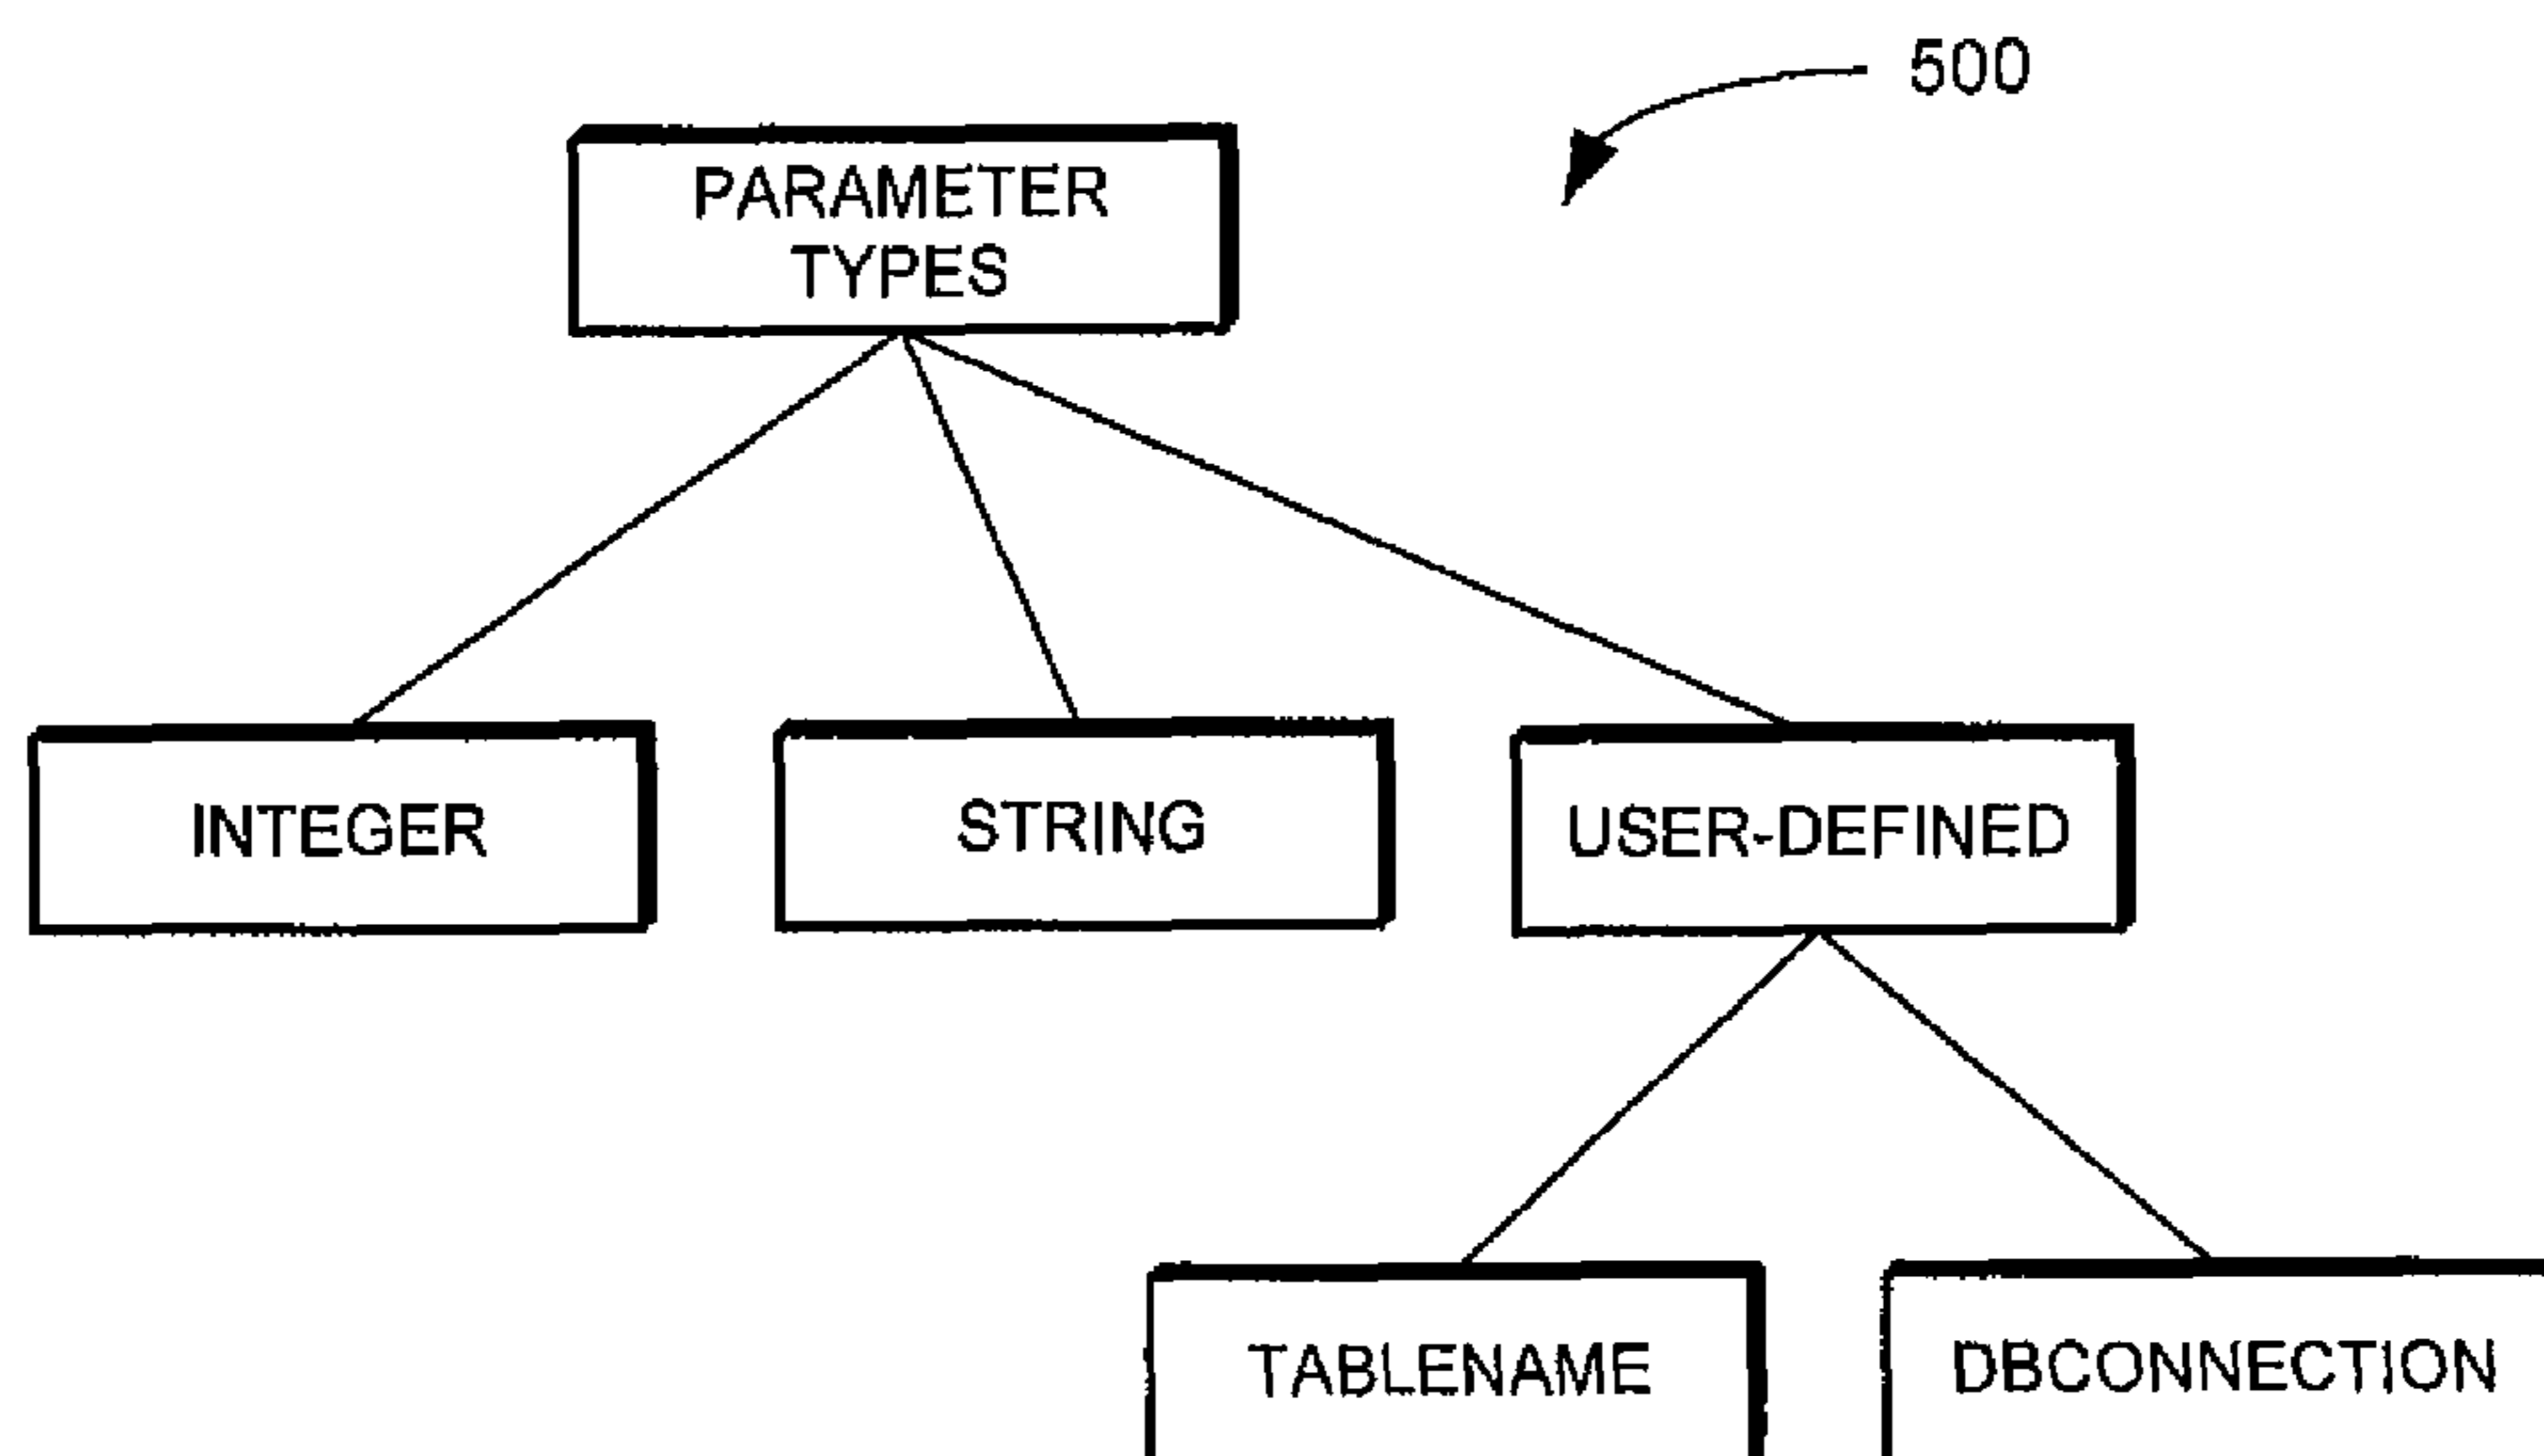 500
PARAMETER
TYPES
INTEGER
STRING
USER-DEFINED
TABLENAME
DBCONNECTION